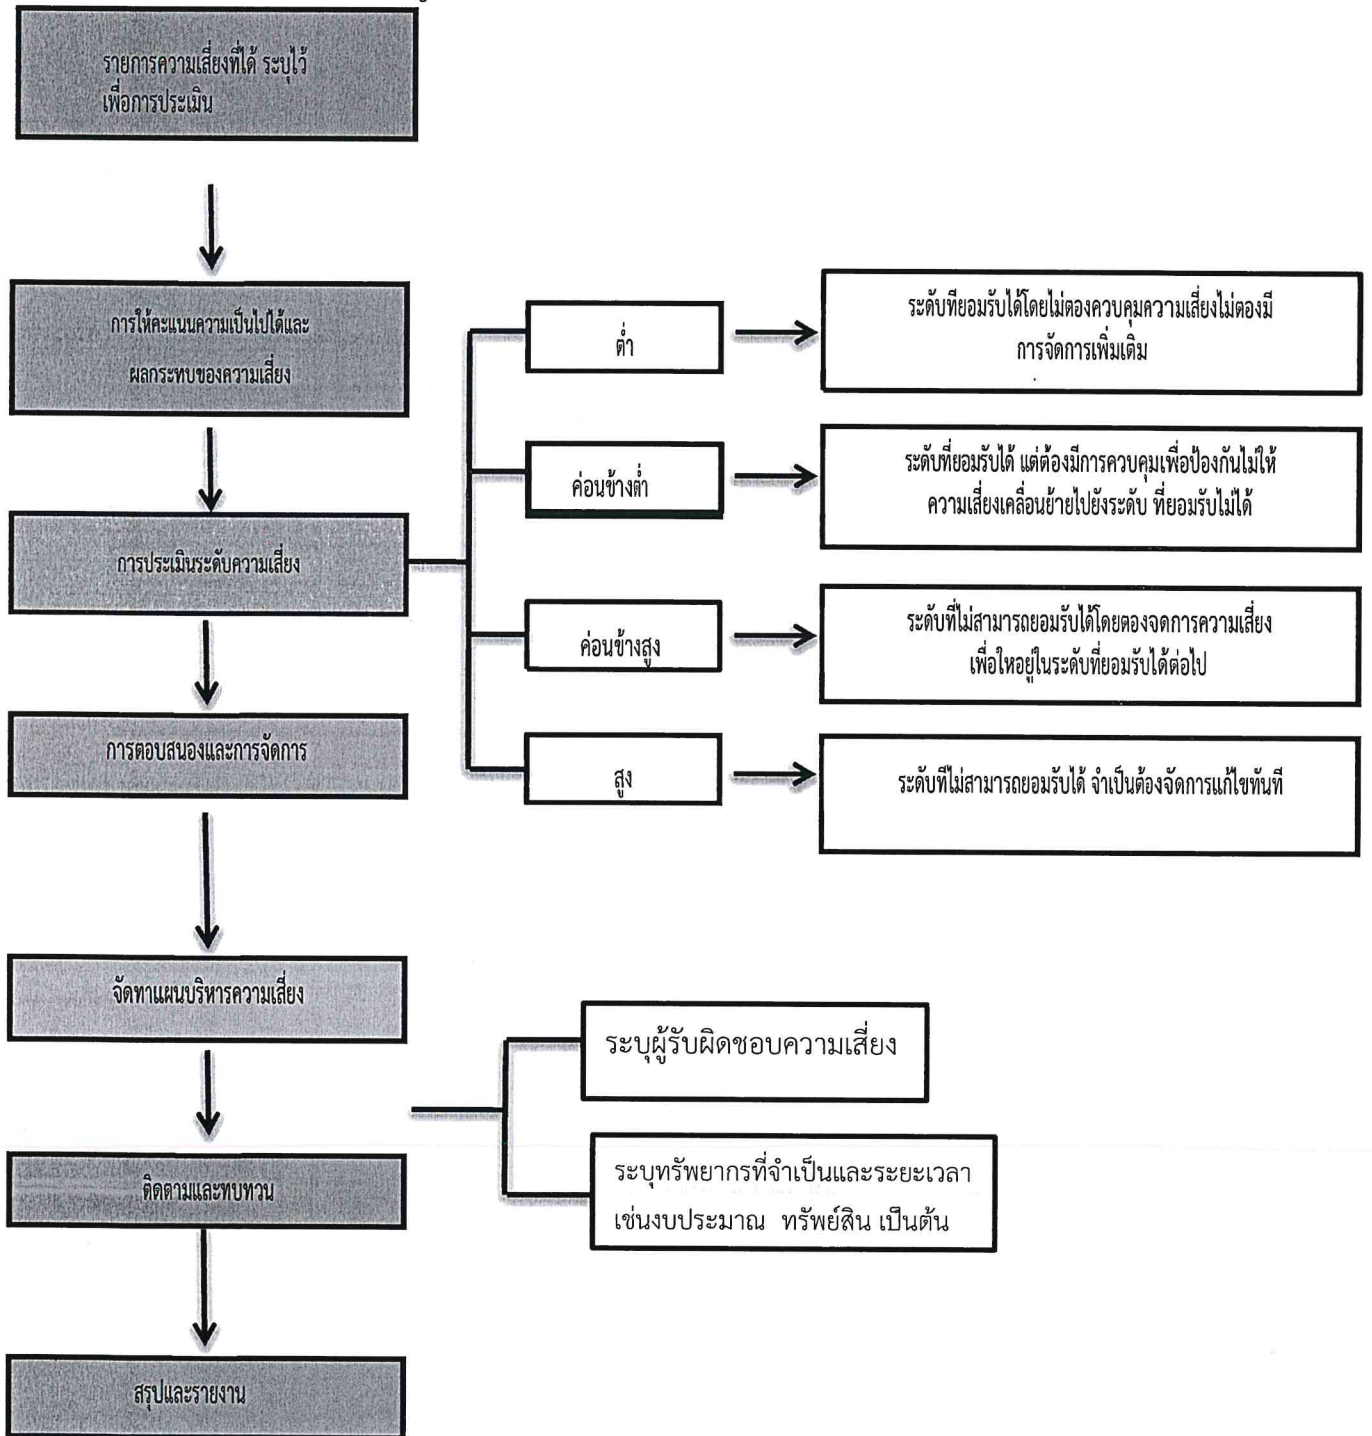 รายการความเสี่ยงที่ได้ ระบุไว้
เพื่อการประเมิน
การให้คะแนนความเป็นไปได้และ
ผลกระทบของความเสี่ยง
การประเมินระดับความเสี่ยง
ต่ำ
ระดับทียอมรับได้โดยไม่ตองควบคุมความเสี่ยงไม่ตองมี
การจัดการเพิ่มเติม
ค่อนข้างต่ำ
ระดับที่ยอมรับได้ แต่ต้องมีการควบคุมเพื่อป้องกันไม่ให้
ความเสี่ยงเคลื่อนย้ายไปยังระดับ ที่ยอมรับไม่ได้
ค่อนข้างสูง
ระดับที่ไม่สามารถยอมรับได้โดยตองจดการความเสี่ยง
เพื่อใหอยู่ในระดับที่ยอมรับได้ต่อไป
สูง
ระดับทีไม่สามารถยอมรับได้ จำเป็นต้องจัดการแก้ไขทันที
การตอบสนองและการจัดการ
จัดทาแผนบริหารความเสี่ยง
ระบุผู้รับผิดชอบความเสี่ยง
ระบุทรัพยากรที่จำเป็นและระยะเวลา
เช่นงบประมาณ ทรัพย์สิน เป็นต้น
ติดตามและทบทวน
สรุปและรายงาน